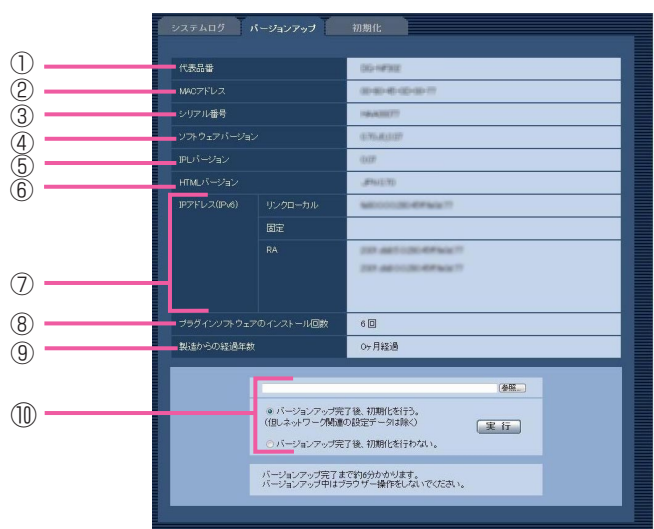 システムログ バージョンアップ 初期化
① 代表品番
② MACアドレス
③ シリアル番号
④ ソフトウェアバージョン
⑤ IPLバージョン
⑥ HTMLバージョン
IPアドレス(IPv6) リンクローカル
固定
RA
⑦
⑧ プラグインソフトウェアのインストール回数 6 回
⑨ 製造からの経過年数 0ヶ月経過
参照...
⑩ バージョンアップ完了後、初期化を行う。
(但しネットワーク関連の設定データは除く)
実 行
バージョンアップ完了後、初期化を行わない。
バージョンアップ完了まで約6分かかります。
バージョンアップ中はブラウザー操作をしないでください。